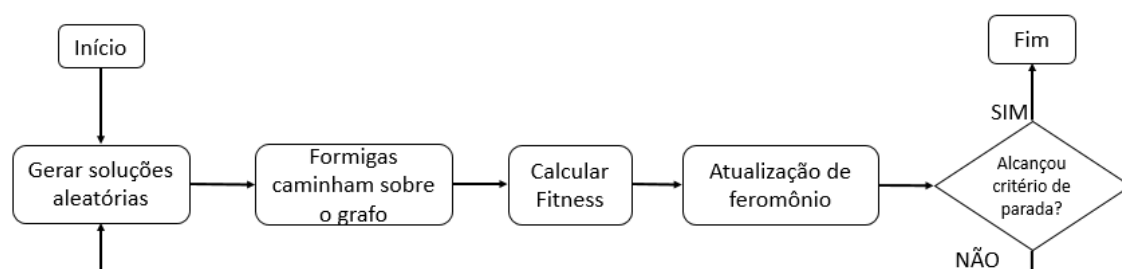 Início
Fim
SIM
Gerar soluções
aleatórias
Formigas
caminham sobre
o grafo
Calcular
Fitness
Atualização de
feromônio
Alcançou
critério de
parada?
NÃO